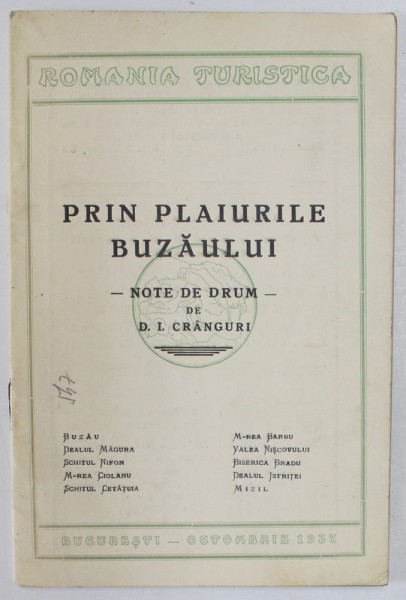 ROMANIA TURISTICA
PRIN PLAIURILE
BUZĂULUI
— NOTE DE DRUM —
DE
D. I. CRÂNGURI
BUZĂU
DEALUL MĂGURA
SCHITUL NIFON
M-REA CIOLANU
SCHITUL CETĂȚUIA
M-REA BARBU
VALEA NIȘCOVULUI
BISERICA BRADU
DEALUL ISTRIȚEI
MIZIL
BUCUREȘTI — OCTOMBRIE